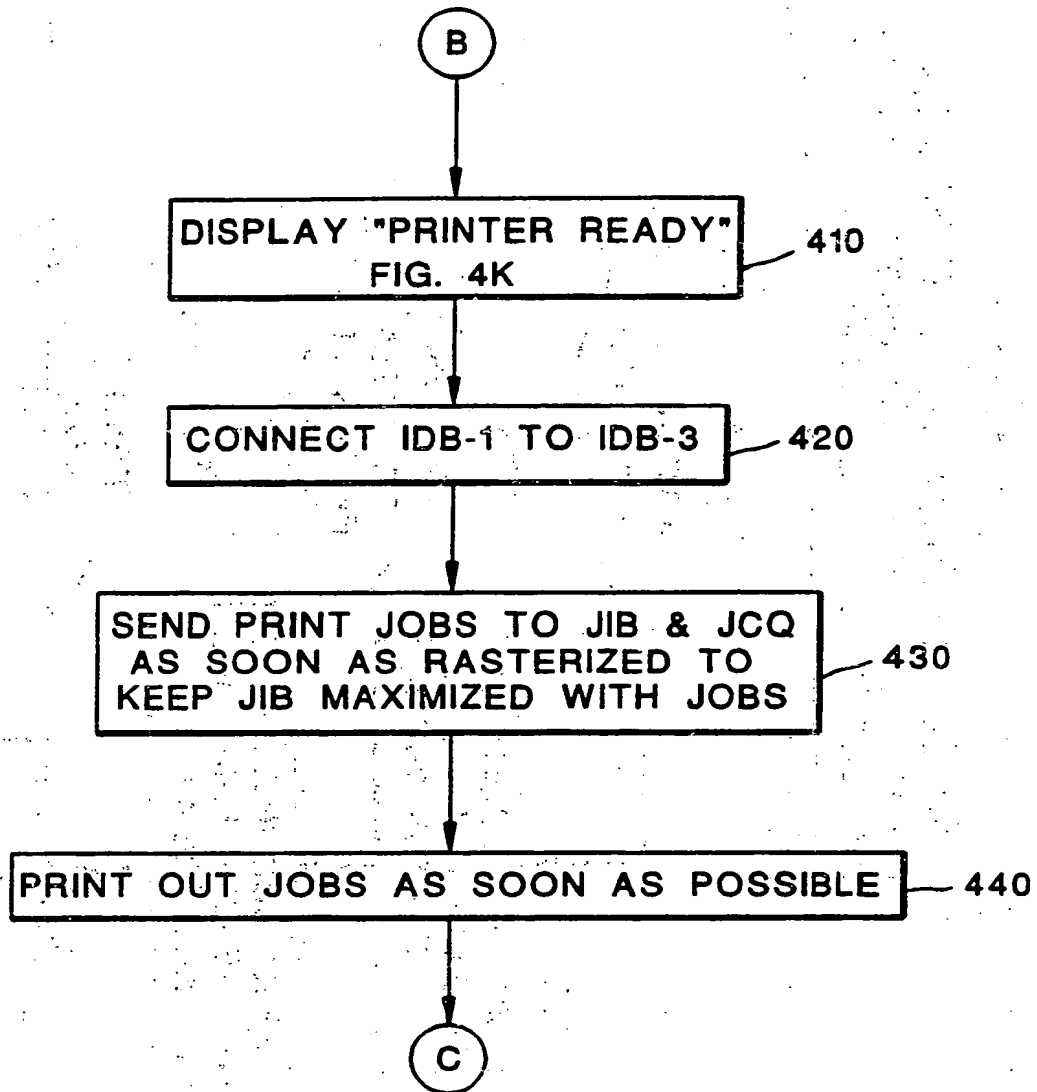 B
DISPLAY "PRINTER READY"
FIG. 4K
410
CONNECT IDB-1 TO IDB-3
420
SEND PRINT JOBS TO JIB & JCQ
AS SOON AS RASTERIZED TO
KEEP JIB MAXIMIZED WITH JOBS
430
PRINT OUT JOBS AS SOON AS POSSIBLE
440
C